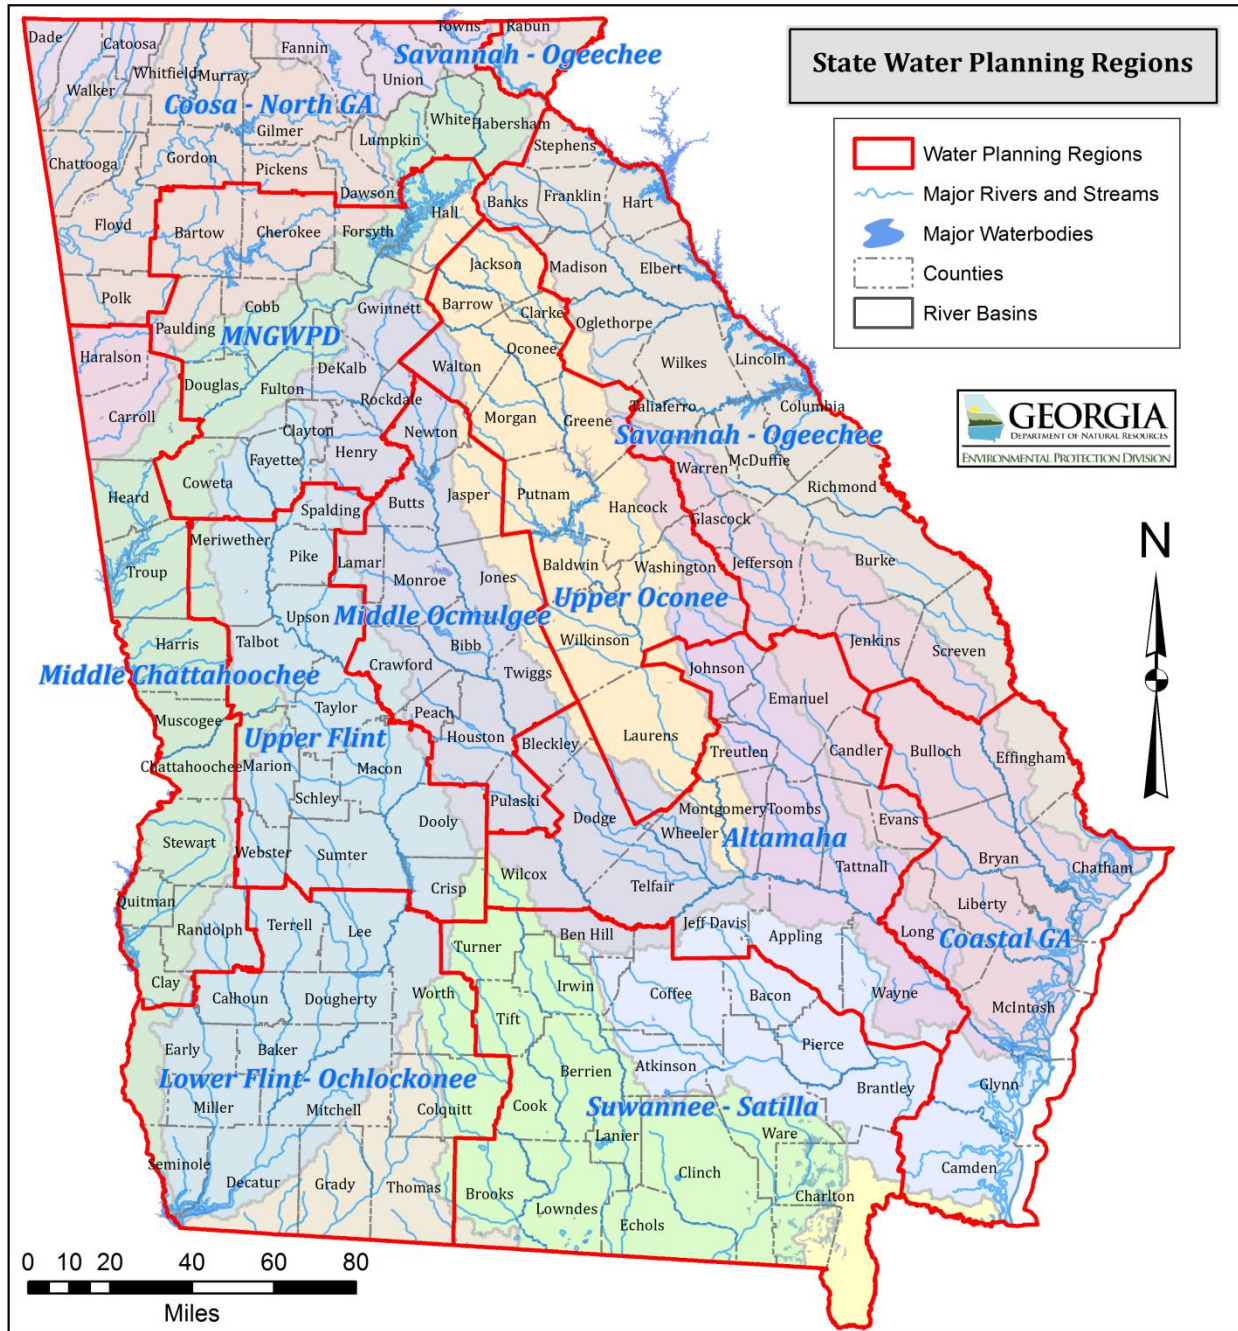 State Water Planning Regions
Water Planning Regions
Major Rivers and Streams
Major Waterbodies
Counties
River Basins
GEORGIA
DEPARTMENT OF NATURAL RESOURCES
ENVIRONMENTAL PROTECTION DIVISION
N
Dade
Catoosa
Fannin
Towns
Rabun
Savannah - Ogeechee
Whitfield
Murray
Union
Walker
Coosa - North GA
White
Habersham
Gilmer
Lumpkin
Stephens
Chattooga
Gordon
Pickens
Dawson
Banks
Franklin
Hart
Hall
Floyd
Bartow
Cherokee
Forsyth
Jackson
Madison
Elbert
Polk
Cobb
Gwinnett
Barrow
Clarke
Oglethorpe
Paulding
MNGWPD
Oconee
Wilkes
Lincoln
Haralson
DeKalb
Walton
Douglas
Fulton
Rockdale
Taliaferro
Columbia
Carroll
Clayton
Newton
Morgan
Greene
Savannah - Ogeechee
Fayette
Henry
Warren
McDuffie
Coweta
Richmond
Heard
Spalding
Butts
Jasper
Putnam
Hancock
Glascock
Meriwether
Pike
Lamar
Monroe
Jones
Baldwin
Washington
Jefferson
Burke
Troup
Upson
Middle Ocmulgee
Upper Oconee
Harris
Talbot
Bibb
Wilkinson
Jenkins
Screven
Crawford
Twiggs
Johnson
Emanuel
Middle Chattahoochee
Muscogee
Taylor
Peach
Upper Flint
Houston
Bleckley
Laurens
Treutlen
Candler
Bulloch
Effingham
Chattahoochee
Marion
Macon
Schley
Pulaski
Dodge
Montgomery
Toombs
Evans
Dooly
Wheeler
Altamaha
Stewart
Webster
Sumter
Tattnall
Bryan
Chatham
Crisp
Wilcox
Telfair
Quitman
Liberty
Randolph
Terrell
Lee
Ben Hill
Jeff Davis
Appling
Long
Coastal GA
Turner
Clay
Calhoun
Dougherty
Worth
Irwin
Coffee
Bacon
Wayne
McIntosh
Tift
Early
Baker
Pierce
Berrien
Atkinson
Lower Flint- Ochlockonee
Brantley
Glynn
Miller
Mitchell
Colquitt
Cook
Suwannee - Satilla
Lanier
Ware
Seminole
Clinch
Camden
Decatur
Grady
Thomas
Brooks
Charlton
Lowndes
Echols
0 10 20 40 60 80
Miles